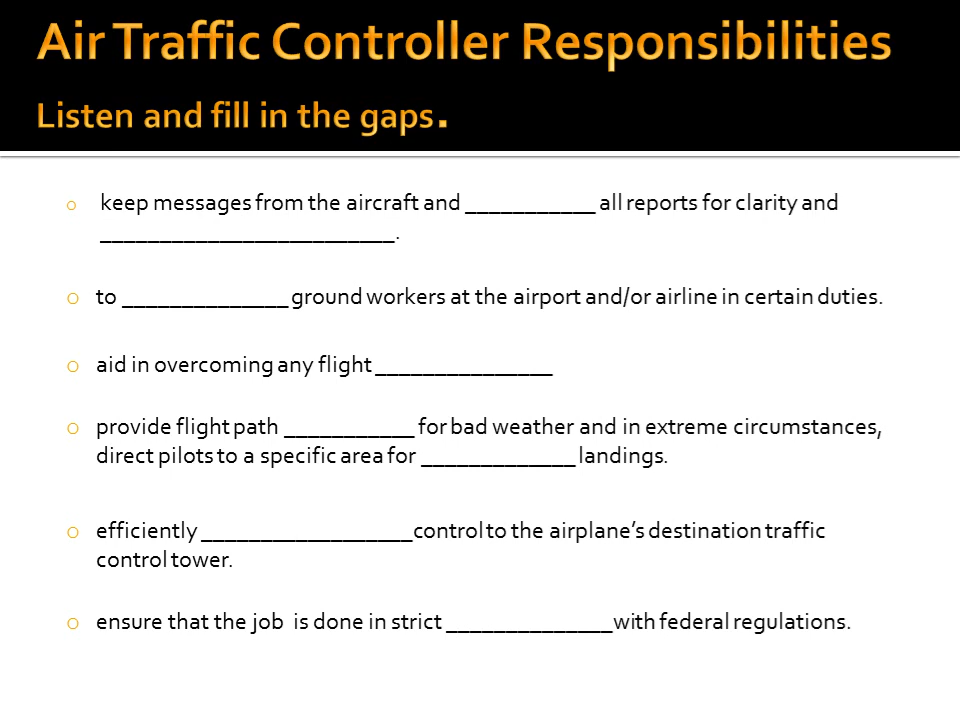 Air Traffic Controller Responsibilities
Listen and fill in the gaps.
o keep messages from the aircraft and ___________ all reports for clarity and
_________________________.
o to ______________ ground workers at the airport and/or airline in certain duties.
o aid in overcoming any flight _______________
o provide flight path ___________ for bad weather and in extreme circumstances,
direct pilots to a specific area for _____________ landings.
o efficiently __________________control to the airplane’s destination traffic
control tower.
o ensure that the job is done in strict ______________with federal regulations.